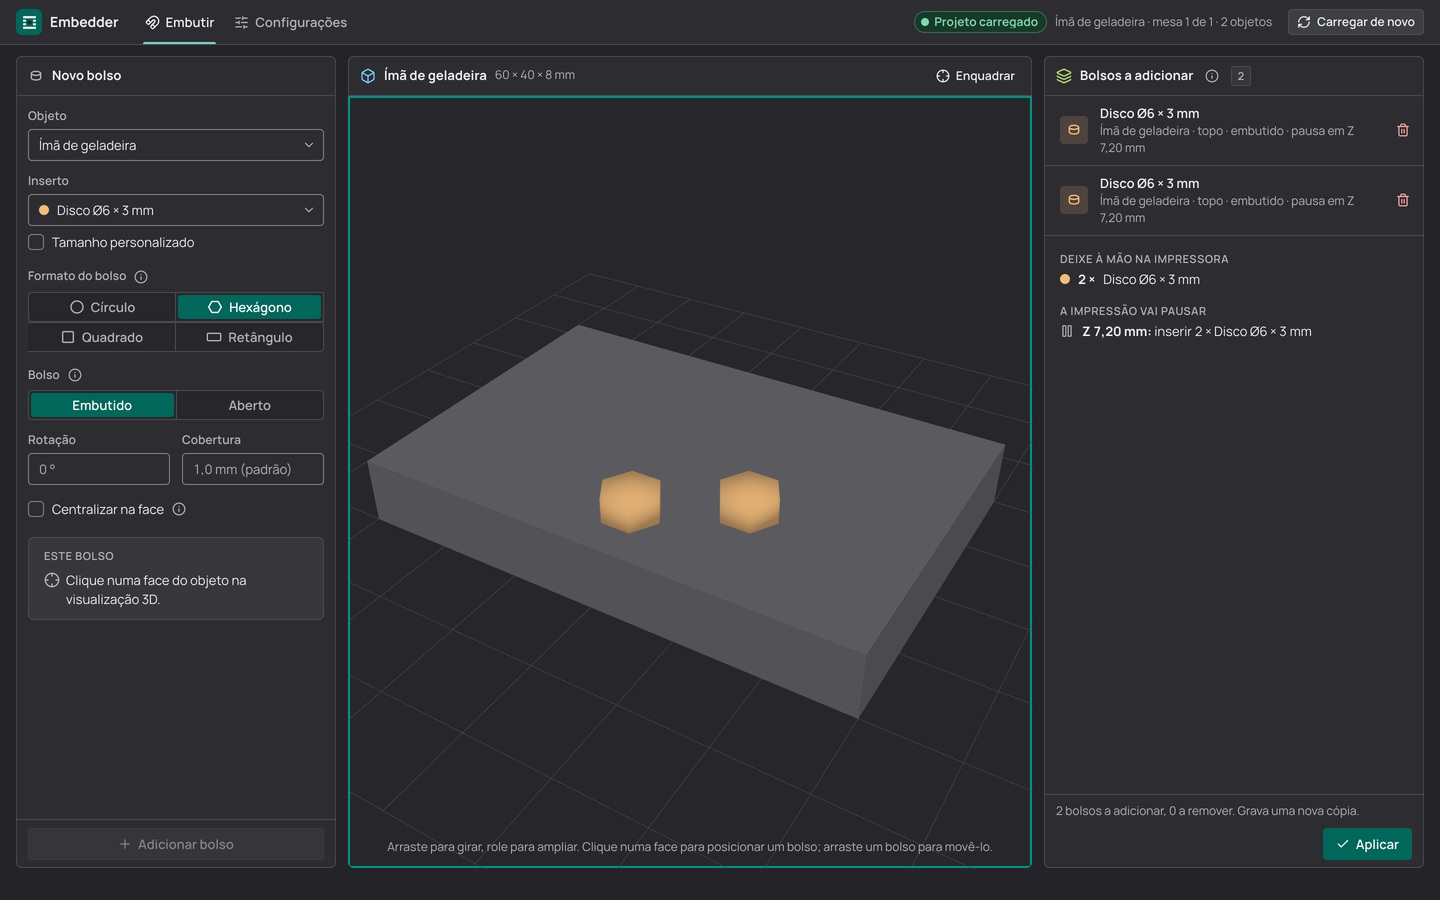 Embedder
Embutir
Configurações
Projeto carregado
Ímã de geladeira · mesa 1 de 1 · 2 objetos
Carregar de novo
Novo bolso
Objeto
Ímã de geladeira
Inserto
Disco Ø6 × 3 mm
Tamanho personalizado
Formato do bolso
Círculo
Hexágono
Quadrado
Retângulo
Bolso
Embutido
Aberto
Rotação
Cobertura
0 °
1,0 mm (padrão)
Centralizar na face
ESTE BOLSO
Clique numa face do objeto na
visualização 3D.
Adicionar bolso
Ímã de geladeira 60 × 40 × 8 mm
Enquadrar
Arraste para girar, role para ampliar. Clique numa face para posicionar um bolso; arraste um bolso para movê-lo.
Bolsos a adicionar
2
Disco Ø6 × 3 mm
Ímã de geladeira · topo · embutido · pausa em Z
7,20 mm
Disco Ø6 × 3 mm
Ímã de geladeira · topo · embutido · pausa em Z
7,20 mm
DEIXE À MÃO NA IMPRESSORA
2 × Disco Ø6 × 3 mm
A IMPRESSÃO VAI PAUSAR
Z 7,20 mm: inserir 2 × Disco Ø6 × 3 mm
2 bolsos a adicionar, 0 a remover. Grava uma nova cópia.
Aplicar